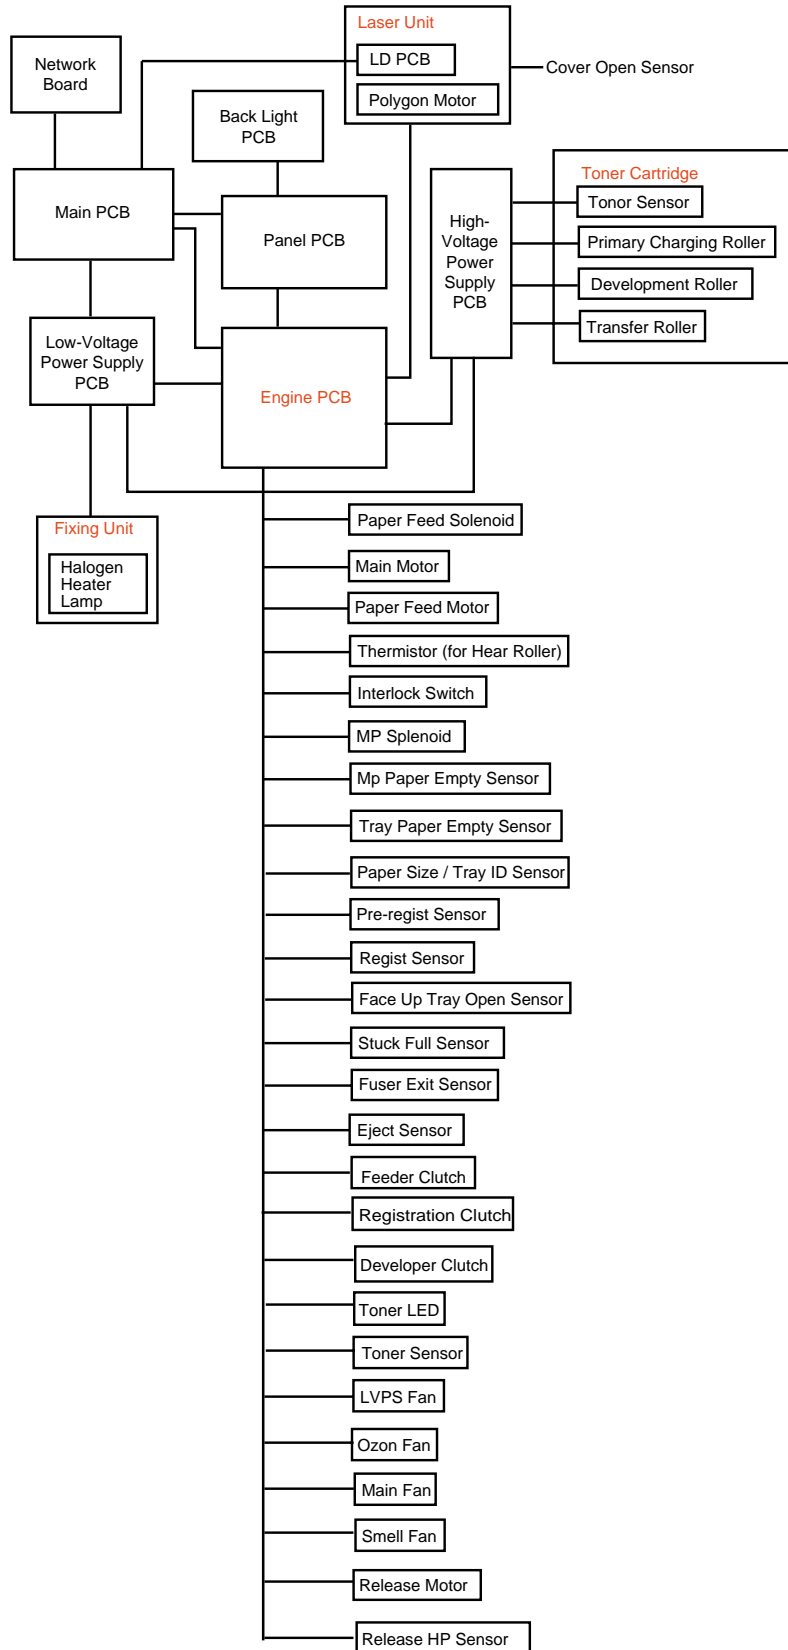 Laser Unit
LD PCB
Polygon Motor
Cover Open Sensor
Network
Board
Back Light
PCB
Main PCB
Panel PCB
High-
Voltage
Power
Supply
PCB
Toner Cartridge
Tonor Sensor
Primary Charging Roller
Development Roller
Transfer Roller
Low-Voltage
Power Supply
PCB
Engine PCB
Fixing Unit
Halogen
Heater
Lamp
Paper Feed Solenoid
Main Motor
Paper Feed Motor
Thermistor (for Hear Roller)
Interlock Switch
MP Splenoid
Mp Paper Empty Sensor
Tray Paper Empty Sensor
Paper Size / Tray ID Sensor
Pre-regist Sensor
Regist Sensor
Face Up Tray Open Sensor
Stuck Full Sensor
Fuser Exit Sensor
Eject Sensor
Feeder Clutch
Registration Clutch
Developer Clutch
Toner LED
Toner Sensor
LVPS Fan
Ozon Fan
Main Fan
Smell Fan
Release Motor
Release HP Sensor